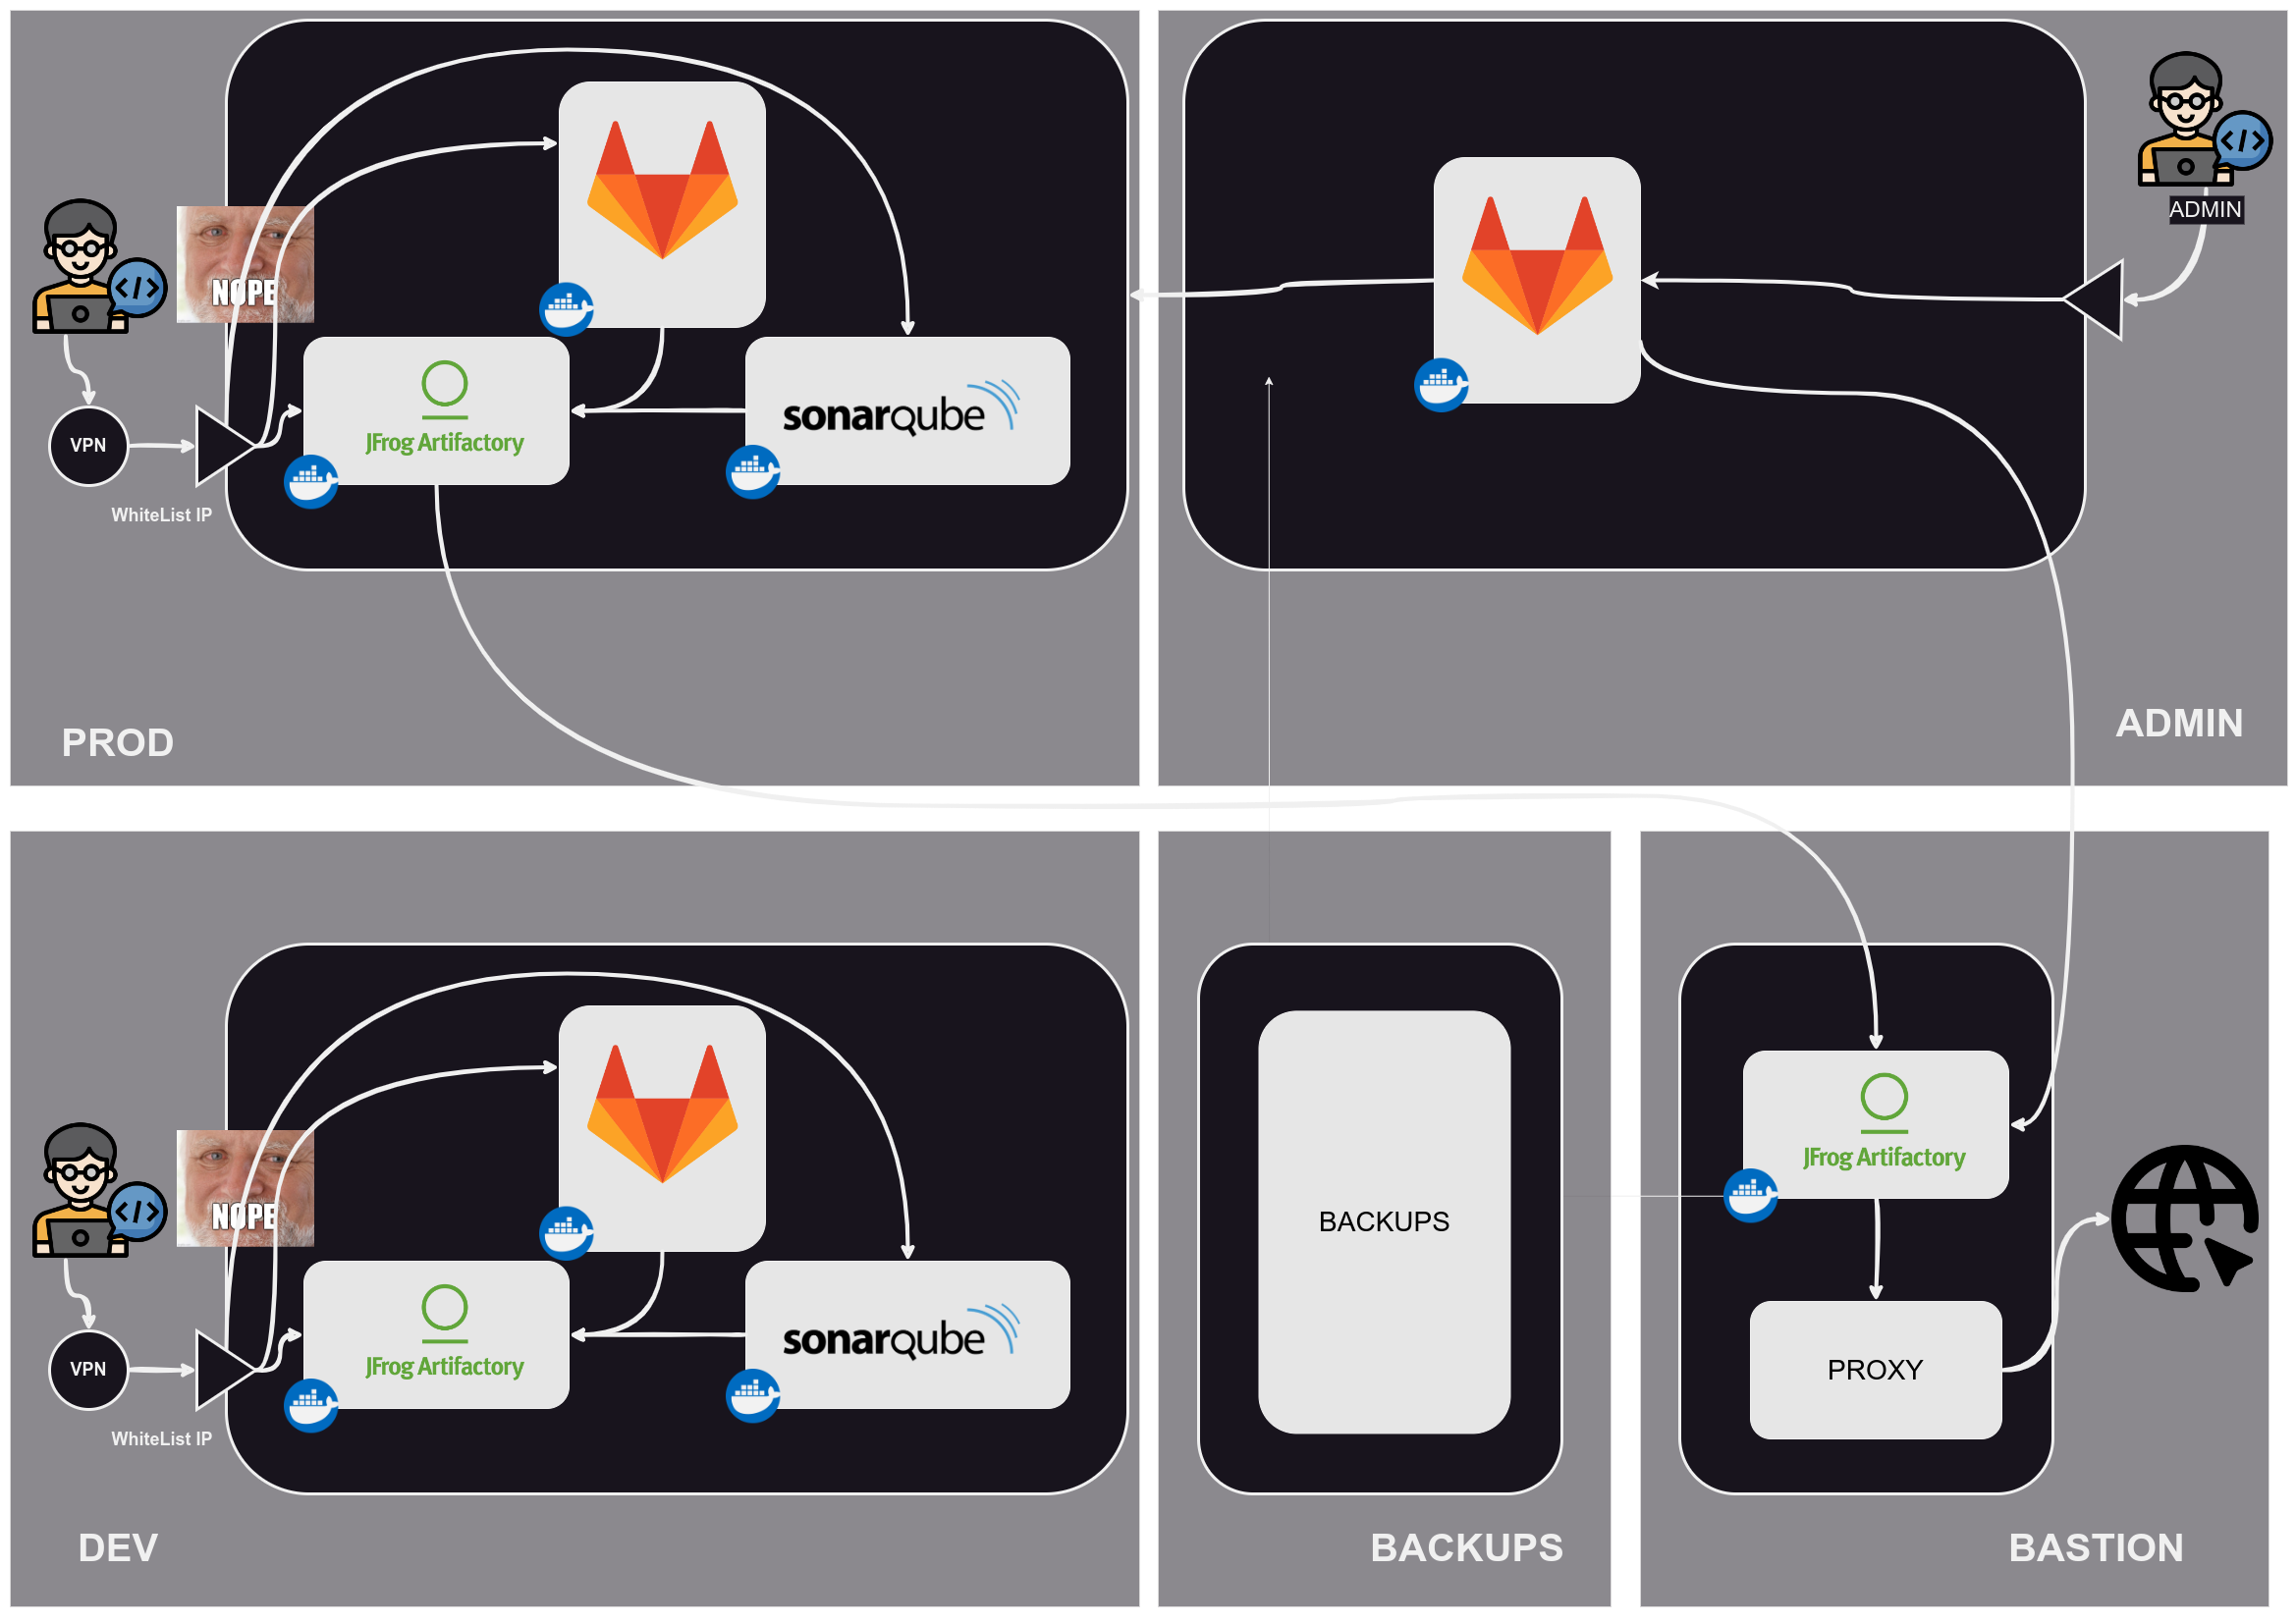 ADMIN
NOPE
JFrog Artifactory
sonarqube
VPN
WhiteList IP
PROD
ADMIN
NOPE
JFrog Artifactory
sonarqube
VPN
WhiteList IP
DEV
BACKUPS
BACKUPS
JFrog Artifactory
PROXY
BASTION